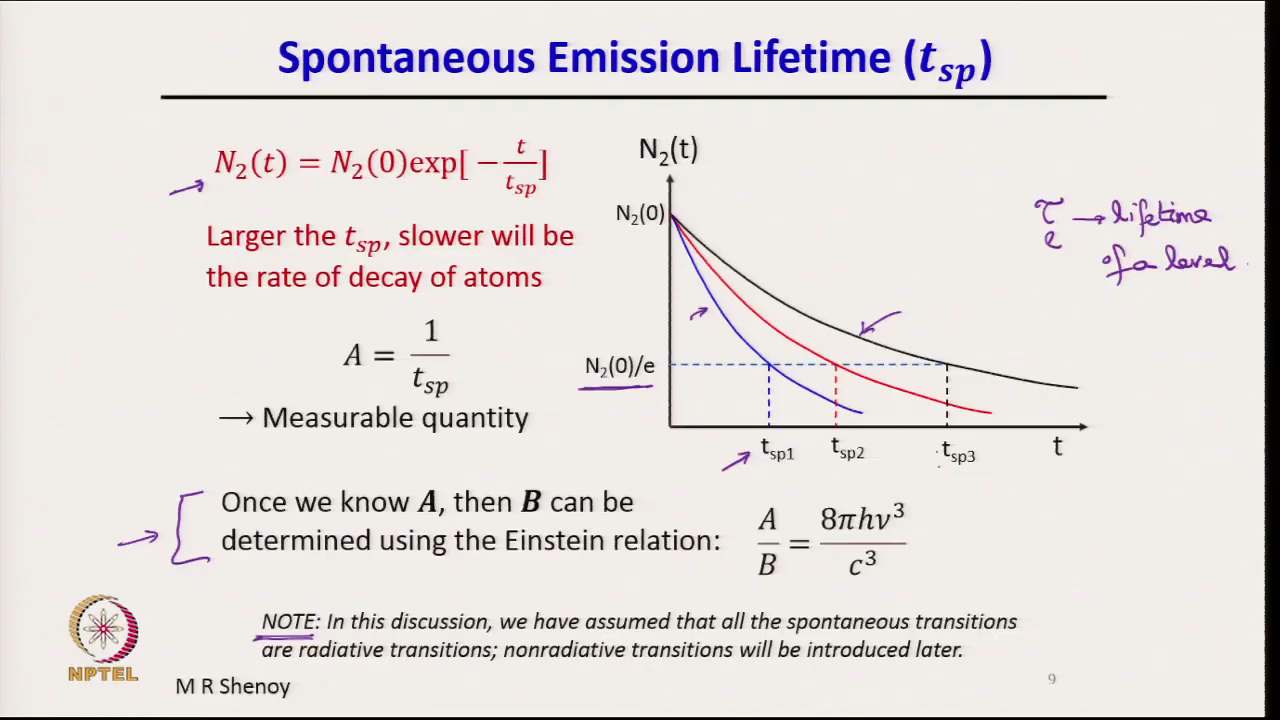 Spontaneous Emission Lifetime (t_sp)
N₂(t) = N₂(0)exp[ − t/t_sp ]
Larger the t_sp, slower will be
the rate of decay of atoms
A = 1/t_sp
→ Measurable quantity
N₂(t)
N₂(0)
N₂(0)/e
t_sp1
t_sp2
t_sp3
t
τ → lifetime
e
of a level
Once we know A, then B can be
determined using the Einstein relation:
A/B = 8πhν³/c³
NOTE: In this discussion, we have assumed that all the spontaneous transitions
are radiative transitions; nonradiative transitions will be introduced later.
NPTEL
M R Shenoy
9